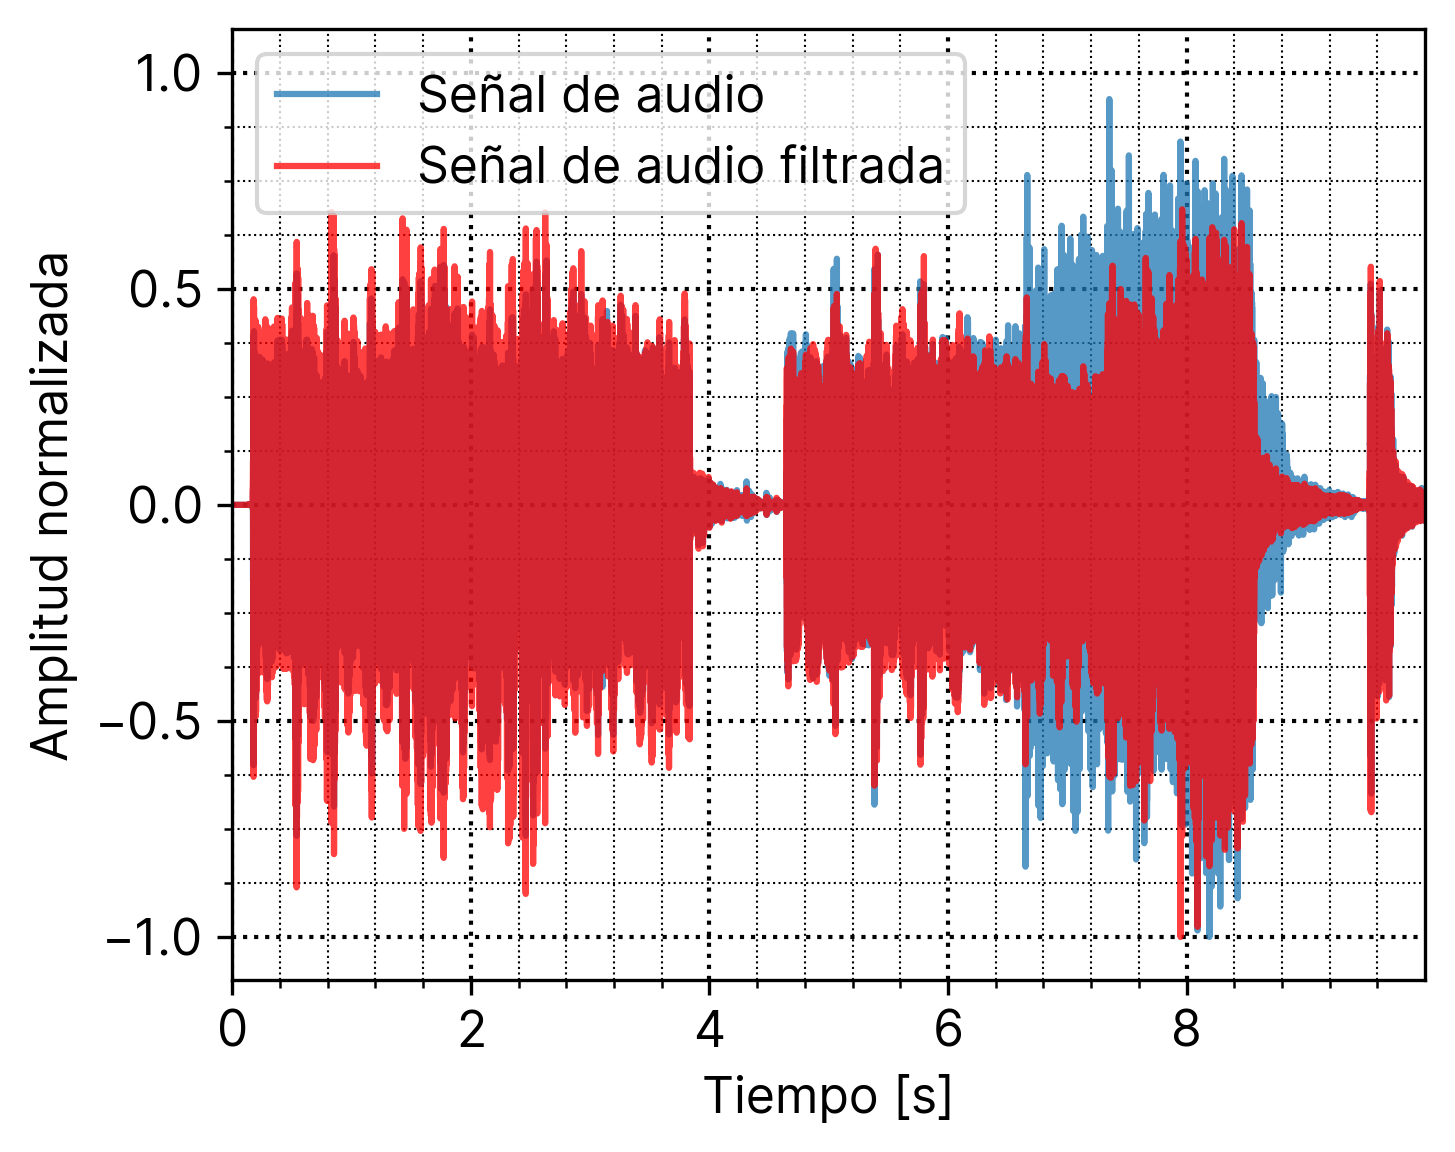 Señal de audio
Señal de audio filtrada
1.0
0.5
0.0
−0.5
−1.0
Amplitud normalizada
0 2 4 6 8
Tiempo [s]